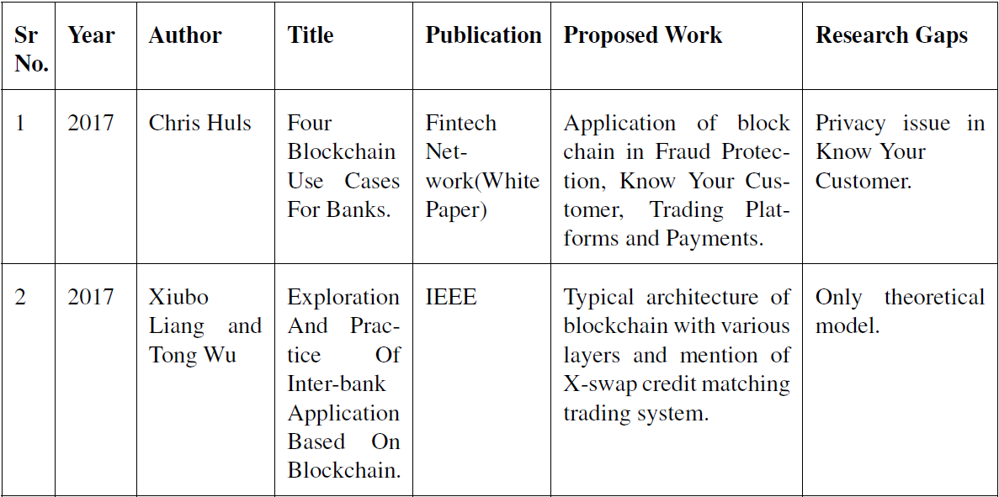 Sr
No.
Year
Author
Title
Publication
Proposed Work
Research Gaps
1
2017
Chris Huls
Four
Blockchain
Use Cases
For Banks.
Fintech
Net-
work(White
Paper)
Application of block
chain in Fraud Protec-
tion, Know Your Cus-
tomer, Trading Plat-
forms and Payments.
Privacy issue in
Know Your
Customer.
2
2017
Xiubo
Liang and
Tong Wu
Exploration
And Prac-
tice Of
Inter-bank
Application
Based On
Blockchain.
IEEE
Typical architecture of
blockchain with various
layers and mention of
X-swap credit matching
trading system.
Only theoretical
model.